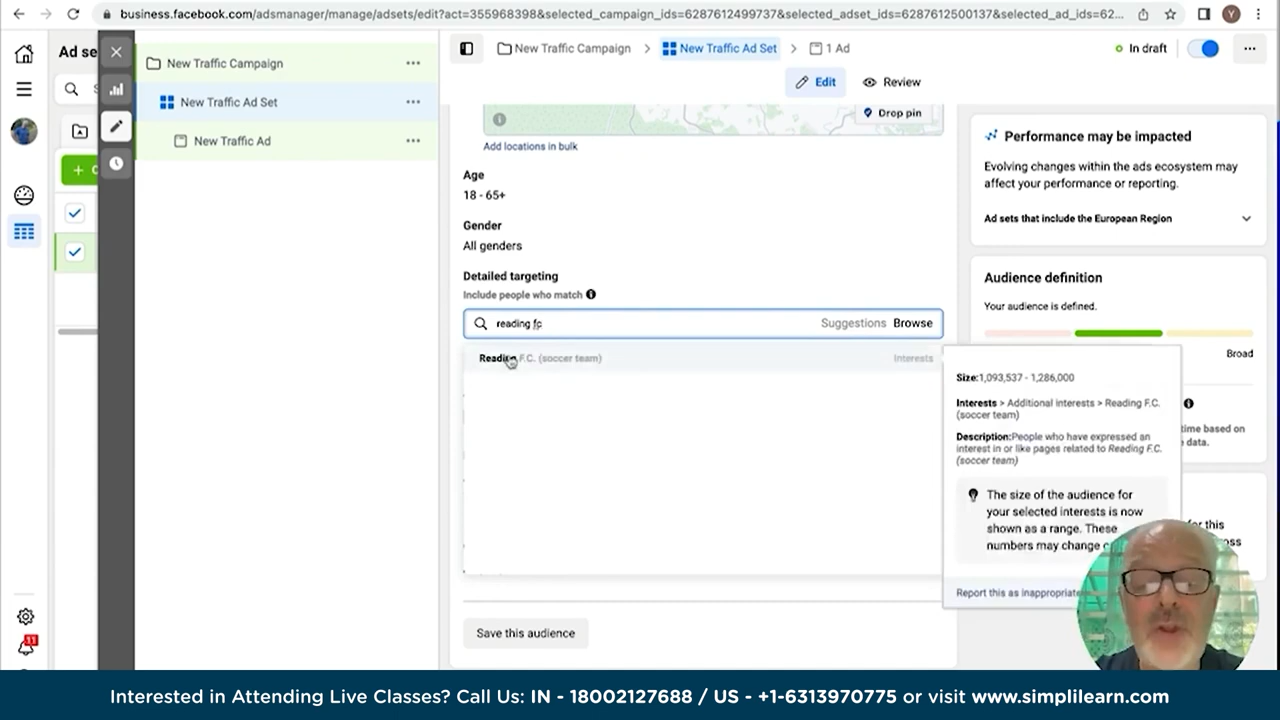 business.facebook.com/adsmanager/manage/adsets/edit?act=355968398&selected_campaign_ids=6287612499737&selected_adset_ids=6287612500137&selected_ad_ids=62...
Y
Ad se
New Traffic Campaign
New Traffic Ad Set
New Traffic Ad
New Traffic Campaign
New Traffic Ad Set
1 Ad
In draft
Edit
Review
Drop pin
Add locations in bulk
Age
18 - 65+
Gender
All genders
Detailed targeting
Include people who match
reading fc
Suggestions Browse
Reading F.C. (soccer team)
Interests
Save this audience
Performance may be impacted
Evolving changes within the ads ecosystem may
affect your performance or reporting.
Ad sets that include the European Region
Audience definition
Your audience is defined.
Broad
Size:1,093,537 - 1,286,000
Interests > Additional interests > Reading F.C.
(soccer team)
Description:People who have expressed an
interest in or like pages related to Reading F.C.
(soccer team)
time based on
data.
The size of the audience for
your selected interests is now
shown as a range. These
numbers may change
for this
Report this as inappropriate
11
Interested in Attending Live Classes? Call Us: IN - 18002127688 / US - +1-6313970775 or visit www.simplilearn.com